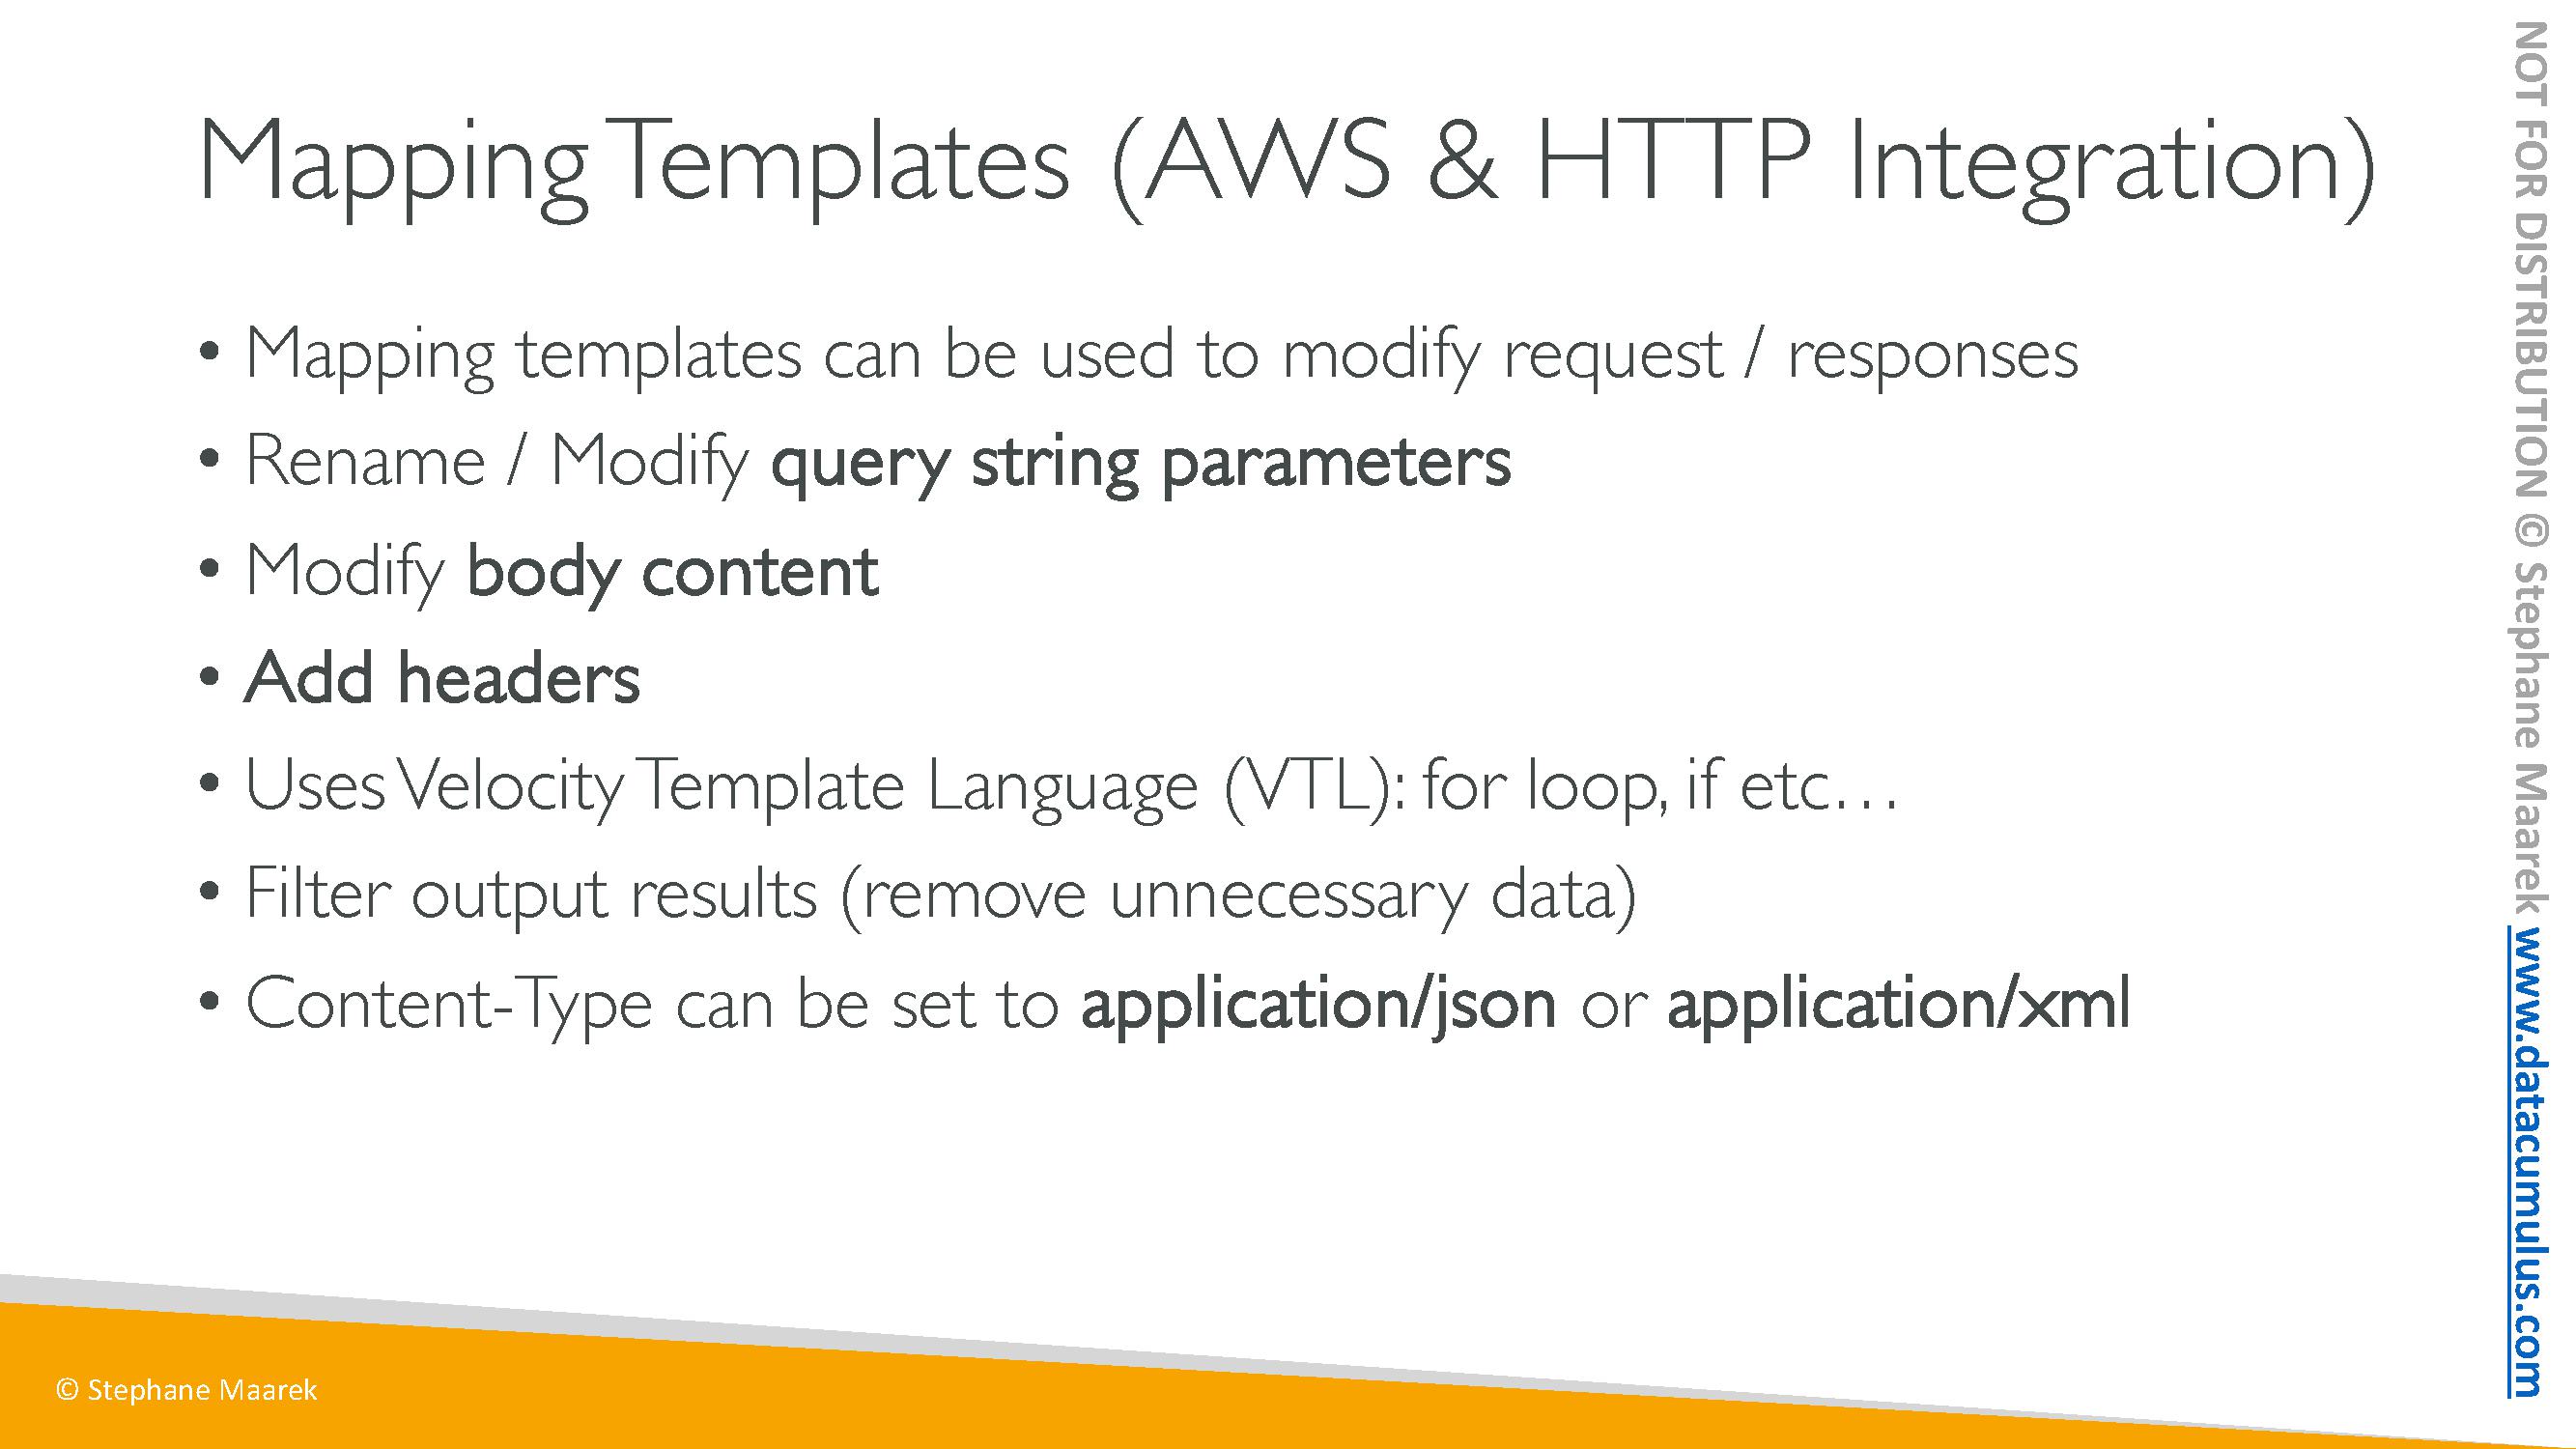 Mapping Templates (AWS & HTTP Integration)
• Mapping templates can be used to modify request / responses
• Rename / Modify query string parameters
• Modify body content
• Add headers
• Uses Velocity Template Language (VTL): for loop, if etc…
• Filter output results (remove unnecessary data)
• Content-Type can be set to application/json or application/xml
© Stephane Maarek
NOT FOR DISTRIBUTION © Stephane Maarek www.datacumulus.com